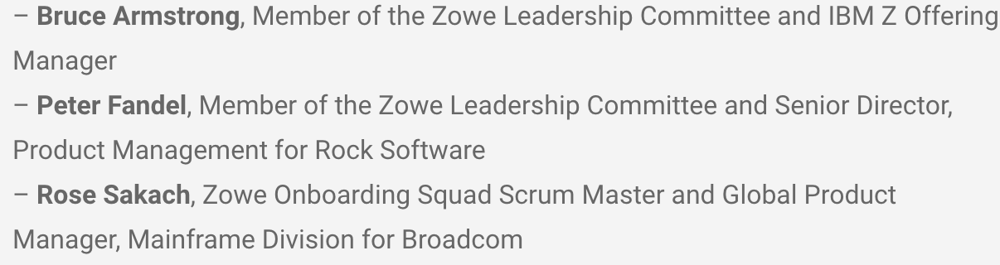 – Bruce Armstrong, Member of the Zowe Leadership Committee and IBM Z Offering
Manager
– Peter Fandel, Member of the Zowe Leadership Committee and Senior Director,
Product Management for Rock Software
– Rose Sakach, Zowe Onboarding Squad Scrum Master and Global Product
Manager, Mainframe Division for Broadcom